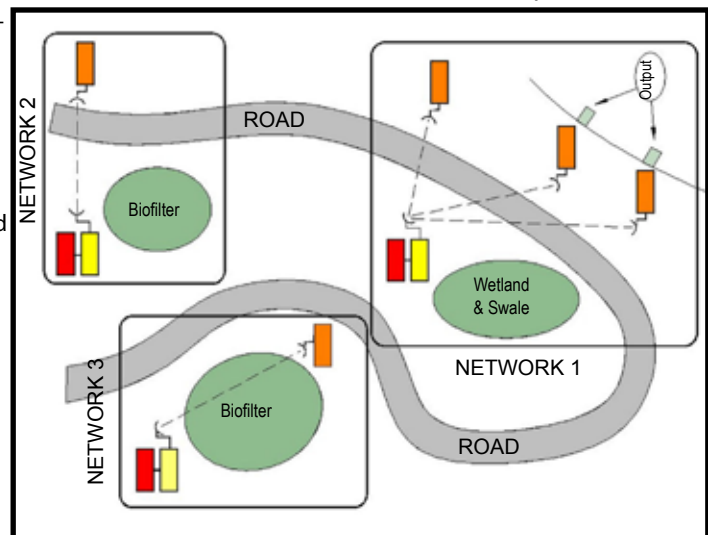 NETWORK 2
ROAD
Biofilter
Output
Wetland
& Swale
NETWORK 1
NETWORK 3
Biofilter
ROAD